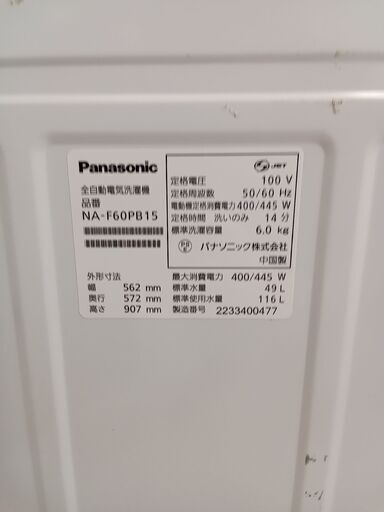 Panasonic
全自動電気洗濯機
品番
NA-F60PB15
JET
定格電圧 100 V
定格周波数 50/60 Hz
電動機定格消費電力 400/445 W
定格時間 洗いのみ 14 分
標準洗濯容量 6.0 kg
PSE パナソニック株式会社
中国製
外形寸法
幅 562 mm
奥行 572 mm
高さ 907 mm
最大消費電力 400/445 W
標準水量 49 L
標準使用水量 116 L
製造番号 2233400477